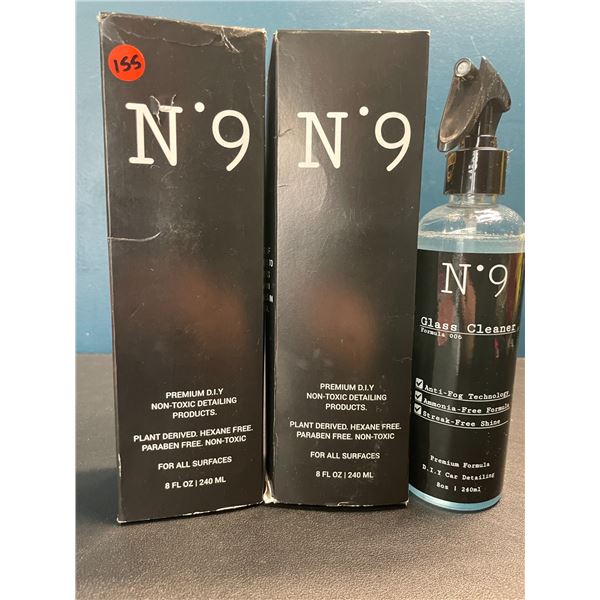 155
N°9
PREMIUM D.I.Y
NON-TOXIC DETAILING
PRODUCTS.
PLANT DERIVED. HEXANE FREE.
PARABEN FREE. NON-TOXIC
FOR ALL SURFACES
8 FL OZ | 240 ML
N°9
PREMIUM D.I.Y
NON-TOXIC DETAILING
PRODUCTS.
PLANT DERIVED. HEXANE FREE.
PARABEN FREE. NON-TOXIC
FOR ALL SURFACES
8 FL OZ | 240 ML
N°9
Glass Cleaner
Formula 006
Anti-Fog Technology
Ammonia-Free Formula
Streak-Free Shine
Premium Formula
D.I.Y Car Detailing
8oz | 240ml